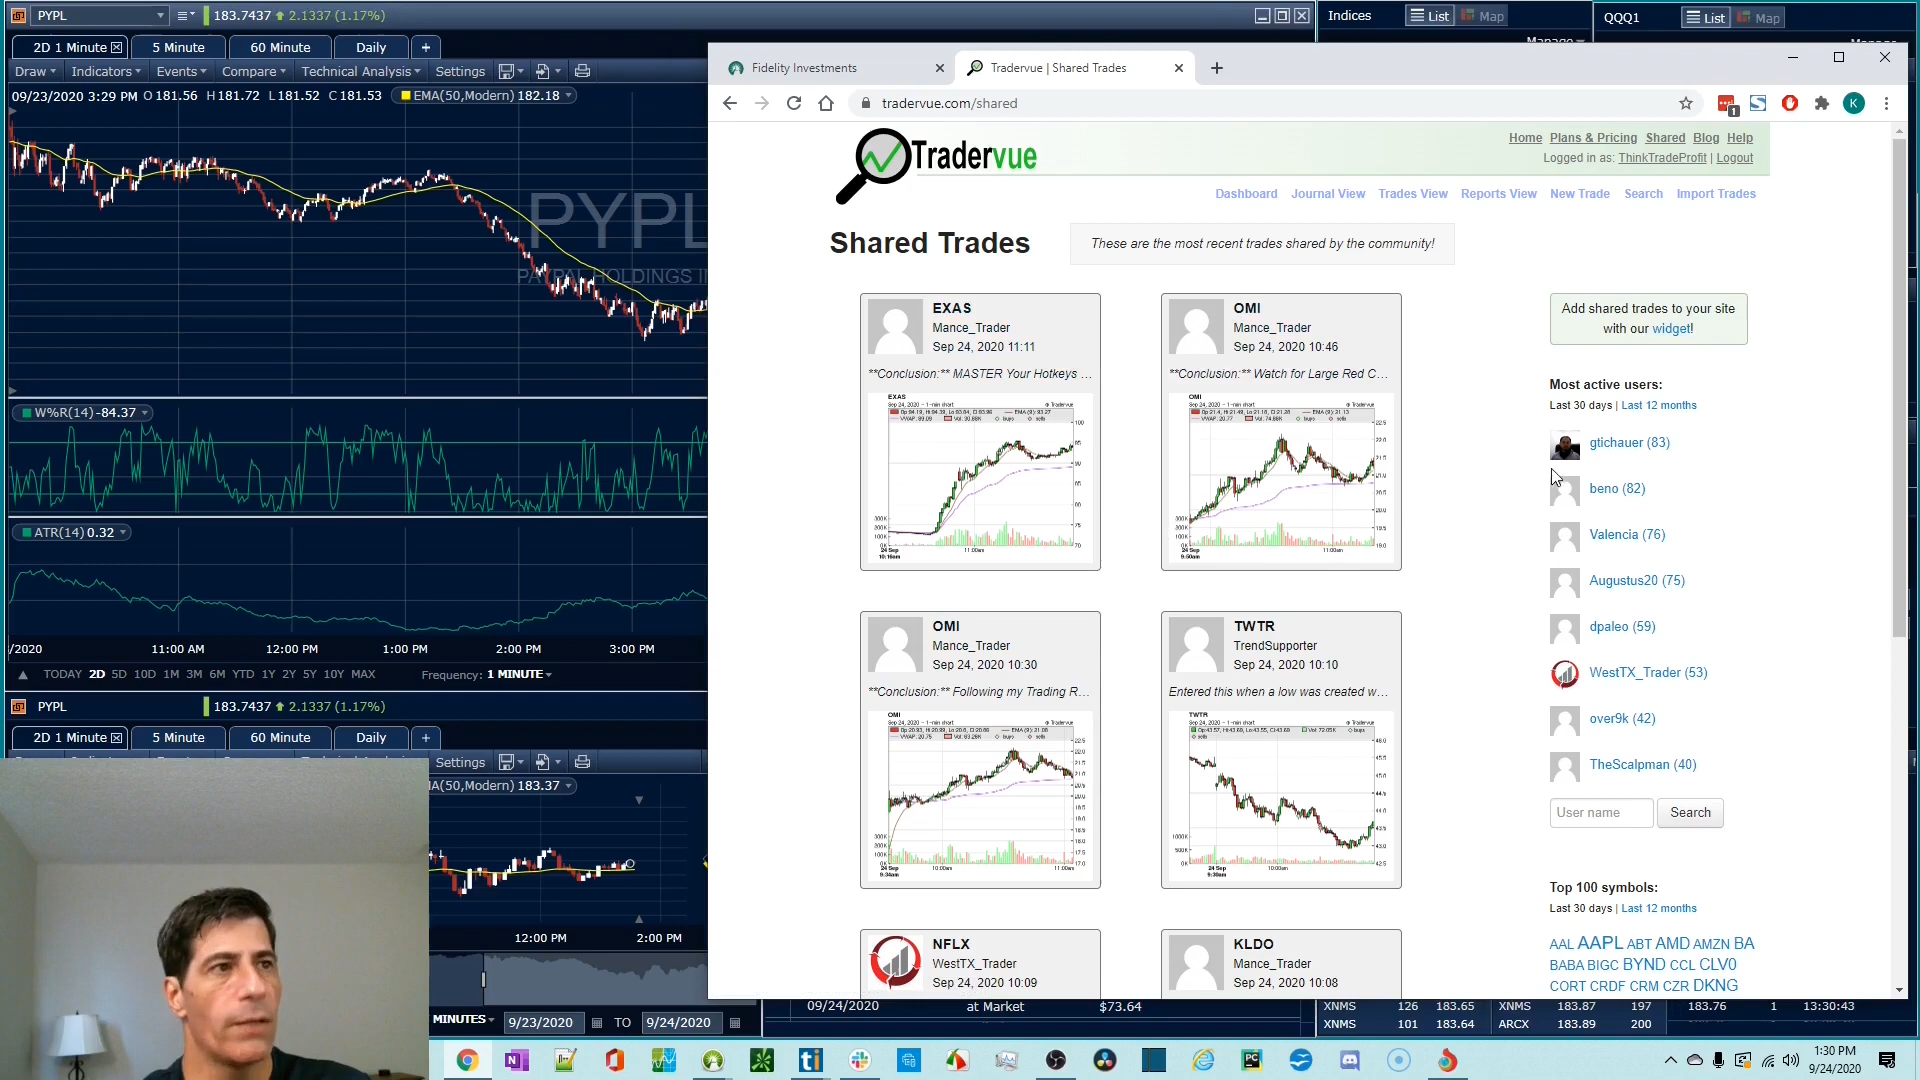 PYPL
183.7437 2.1337 (1.17%)
2D 1 Minute
5 Minute
60 Minute
Daily
+
Draw
Indicators
Events
Compare
Technical Analysis
Settings
09/23/2020 3:29 PM O 181.56 H 181.72 L 181.52 C 181.53
EMA(50,Modern) 182.18
PYPL
PAYPAL HOLDINGS I
W%R(14) -84.37
ATR(14) 0.32
/2020
11:00 AM
12:00 PM
1:00 PM
2:00 PM
3:00 PM
TODAY 2D 5D 10D 1M 3M 6M YTD 1Y 2Y 5Y 10Y MAX
Frequency: 1 MINUTE
PYPL
183.7437 2.1337 (1.17%)
2D 1 Minute
5 Minute
60 Minute
Daily
+
Settings
(50,Modern) 183.37
12:00 PM
2:00 PM
MINUTES
9/23/2020
TO
9/24/2020
Indices
List
Map
QQQ1
List
Map
Fidelity Investments
Tradervue | Shared Trades
tradervue.com/shared
1
K
Tradervue
Home Plans & Pricing Shared Blog Help
Logged in as: ThinkTradeProfit | Logout
Dashboard Journal View Trades View Reports View New Trade Search Import Trades
Shared Trades
These are the most recent trades shared by the community!
EXAS
Mance_Trader
Sep 24, 2020 11:11
**Conclusion:** MASTER Your Hotkeys ...
OMI
Mance_Trader
Sep 24, 2020 10:46
**Conclusion:** Watch for Large Red C...
OMI
Mance_Trader
Sep 24, 2020 10:30
**Conclusion:** Following my Trading R...
TWTR
TrendSupporter
Sep 24, 2020 10:10
Entered this when a low was created w...
NFLX
WestTX_Trader
Sep 24, 2020 10:09
KLDO
Mance_Trader
Sep 24, 2020 10:08
Add shared trades to your site
with our widget!
Most active users:
Last 30 days | Last 12 months
gtichauer (83)
beno (82)
Valencia (76)
Augustus20 (75)
dpaleo (59)
WestTX_Trader (53)
over9k (42)
TheScalpman (40)
User name
Search
Top 100 symbols:
Last 30 days | Last 12 months
AAL AAPL ABT AMD AMZN BA
BABA BIGC BYND CCL CLV0
CORT CRDF CRM CZR DKNG
09/24/2020
at Market
$73.64
XNMS 126 183.65 XNMS 183.87 197 183.76 1 13:30:43
XNMS 101 183.64 ARCX 183.89 200
1:30 PM
9/24/2020